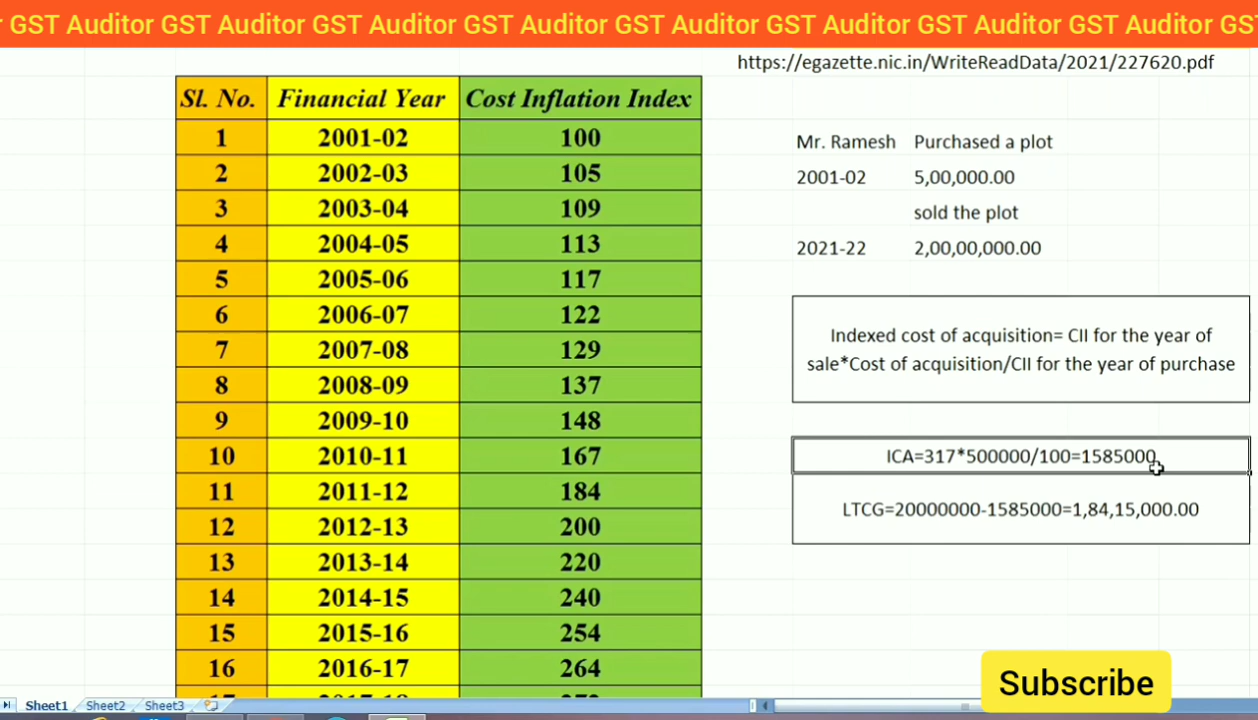 GST Auditor GST Auditor GST Auditor GST Auditor GST Auditor GST Auditor GST Auditor GS
https://egazette.nic.in/WriteReadData/2021/227620.pdf
Sl. No. Financial Year Cost Inflation Index
1 2001-02 100
2 2002-03 105
3 2003-04 109
4 2004-05 113
5 2005-06 117
6 2006-07 122
7 2007-08 129
8 2008-09 137
9 2009-10 148
10 2010-11 167
11 2011-12 184
12 2012-13 200
13 2013-14 220
14 2014-15 240
15 2015-16 254
16 2016-17 264
Mr. Ramesh Purchased a plot
2001-02 5,00,000.00
sold the plot
2021-22 2,00,00,000.00
Indexed cost of acquisition= CII for the year of
sale*Cost of acquisition/CII for the year of purchase
ICA=317*500000/100=1585000
LTCG=20000000-1585000=1,84,15,000.00
Subscribe
Sheet1 Sheet2 Sheet3